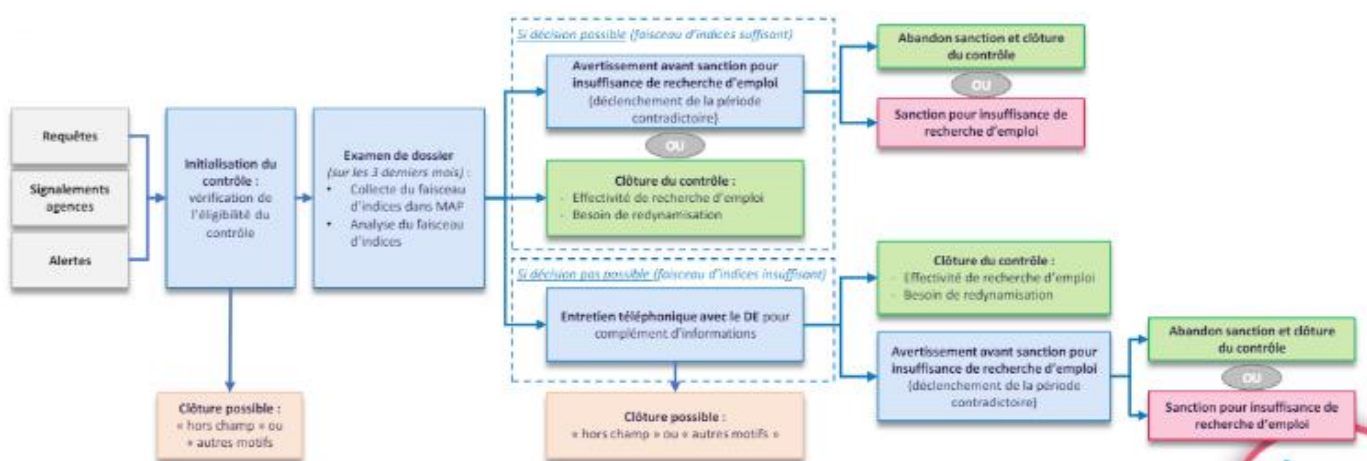 Requêtes
Signalements
agences
Alertes
Initialisation du
contrôle :
vérification de
l'éligibilité du
contrôle
Clôture possible :
« hors champ » ou
« autres motifs
Examen de dossier
(sur les 3 derniers mois) :
• Collecte du faisceau
d'indices dans MAP
• Analyse du faisceau
d'indices
Si décision possible (faisceau d'indices suffisant)
Avertissement avant sanction pour
insuffisance de recherche d'emploi
(déclenchement de la période
contradictoire)
OU
Clôture du contrôle :
- Effectivité de recherche d'emploi
- Besoin de redynamisation
Abandon sanction et clôture
du contrôle
OU
Sanction pour insuffisance de
recherche d'emploi
Si décision pas possible (faisceau d'indices insuffisant)
Entretien téléphonique avec le DE pour
complément d'informations
Clôture possible :
« hors champ » ou « autres motifs »
Clôture du contrôle :
- Effectivité de recherche d'emploi
- Besoin de redynamisation
Avertissement avant sanction pour
insuffisance de recherche d'emploi
(déclenchement de la période
contradictoire)
Abandon sanction et clôture
du contrôle
OU
Sanction pour insuffisance de
recherche d'emploi